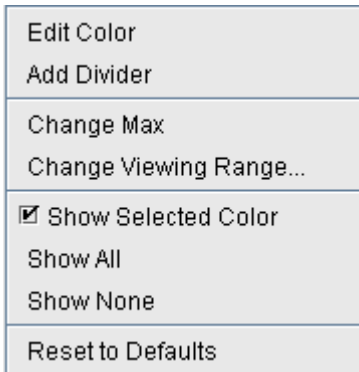 Edit Color
Add Divider
Change Max
Change Viewing Range...
Show Selected Color
Show All
Show None
Reset to Defaults